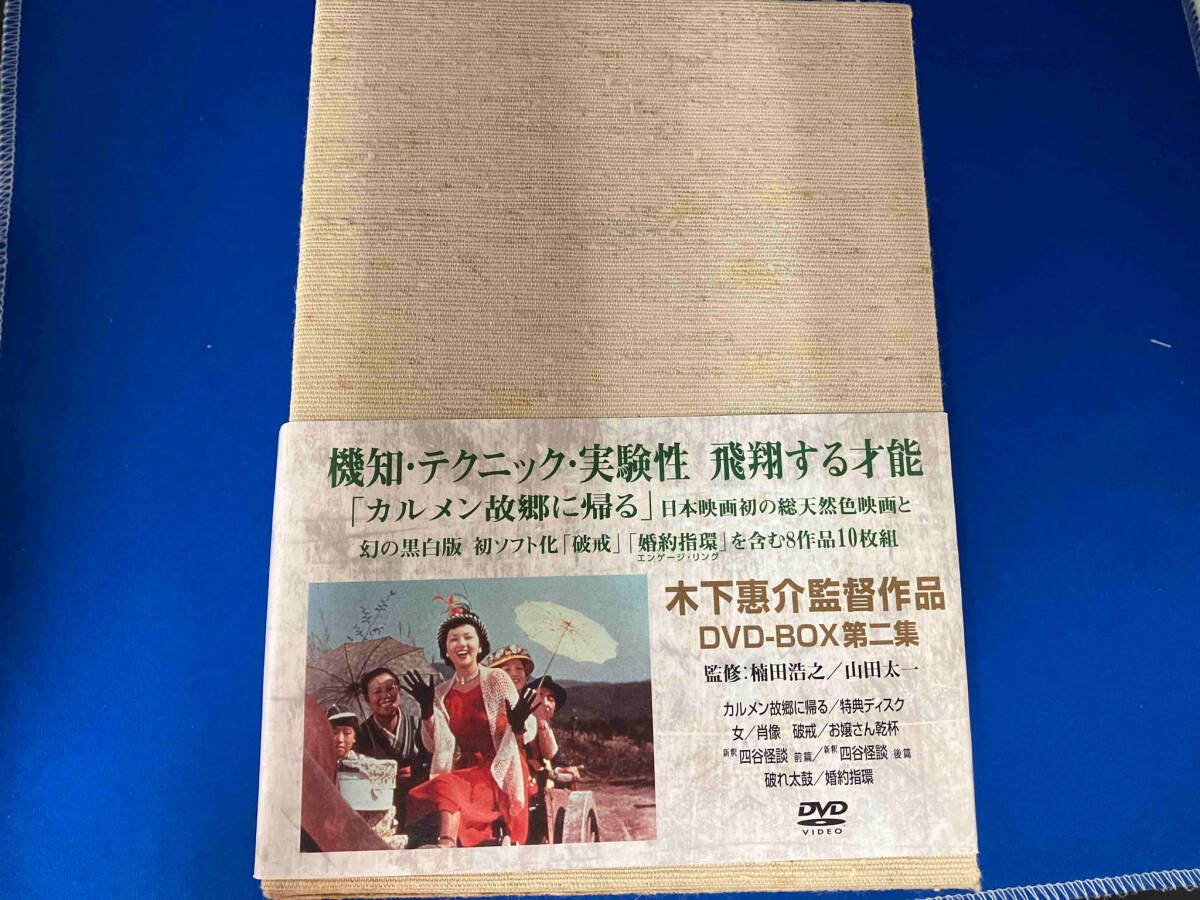 機知・テクニック・実験性 飛翔する才能
「カルメン故郷に帰る」日本映画初の総天然色映画と
幻の黒白版 初ソフト化「破戒」「婚約指環」を含む8作品10枚組
エンゲージ・リング
木下惠介監督作品
DVD-BOX第二集
監修：楠田浩之／山田太一
カルメン故郷に帰る／特典ディスク
女／肖像 破戒／お嬢さん乾杯
新釈 四谷怪談 前篇／新釈 四谷怪談 後篇
破れ太鼓／婚約指環
DVD
VIDEO